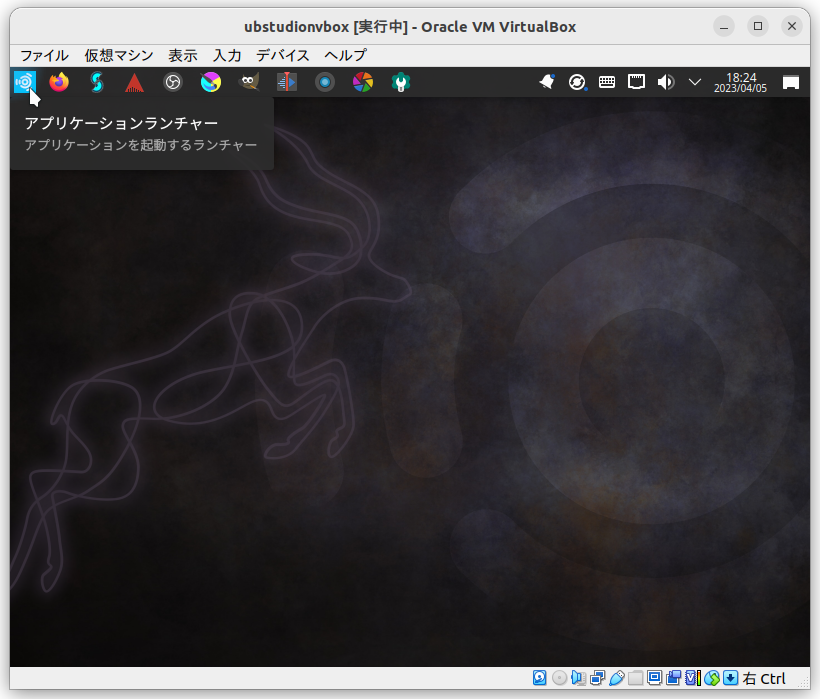 ubstudionvbox [実行中] - Oracle VM VirtualBox
ファイル 仮想マシン 表示 入力 デバイス ヘルプ
18:24
2023/04/05
アプリケーションランチャー
アプリケーションを起動するランチャー
右 Ctrl